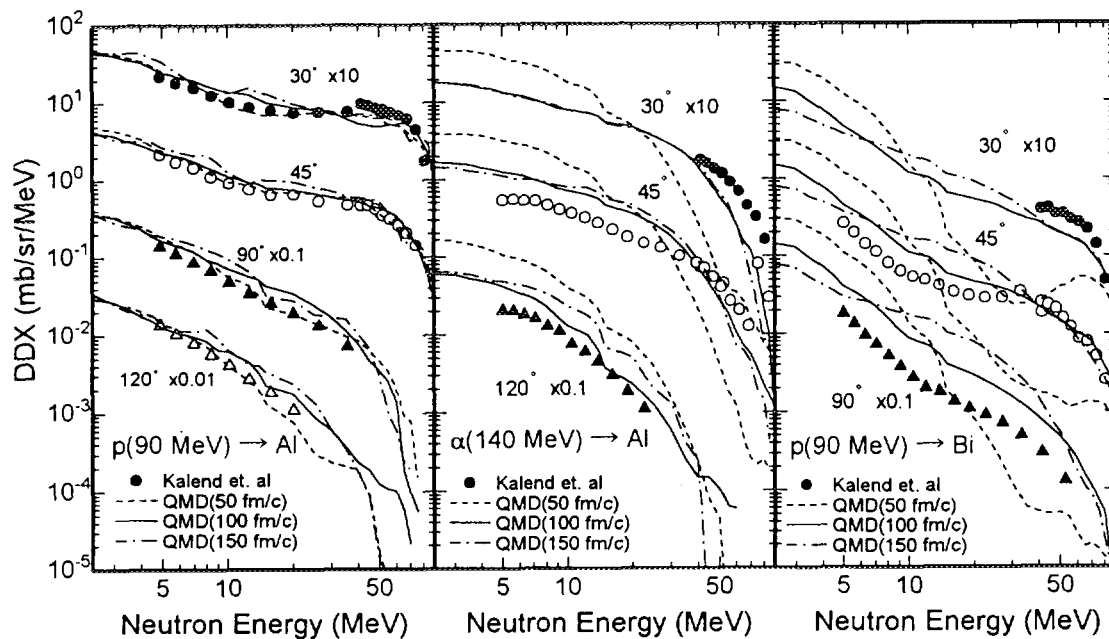 DDX (mb/sr/MeV)
10^2
10^1
10^0
10^-1
10^-2
10^-3
10^-4
10^-5
30° x10
45°
90° x0.1
120° x0.01
p(90 MeV) → Al
Kalend et. al
QMD(50 fm/c)
QMD(100 fm/c)
QMD(150 fm/c)
5 10 50
Neutron Energy (MeV)
30° x10
45°
120° x0.1
α(140 MeV) → Al
Kalend et. al
QMD(50 fm/c)
QMD(100 fm/c)
QMD(150 fm/c)
5 10 50
Neutron Energy (MeV)
30° x10
45°
90° x0.1
p(90 MeV) → Bi
Kalend et. al
QMD(50 fm/c)
QMD(100 fm/c)
QMD(150 fm/c)
5 10 50
Neutron Energy (MeV)